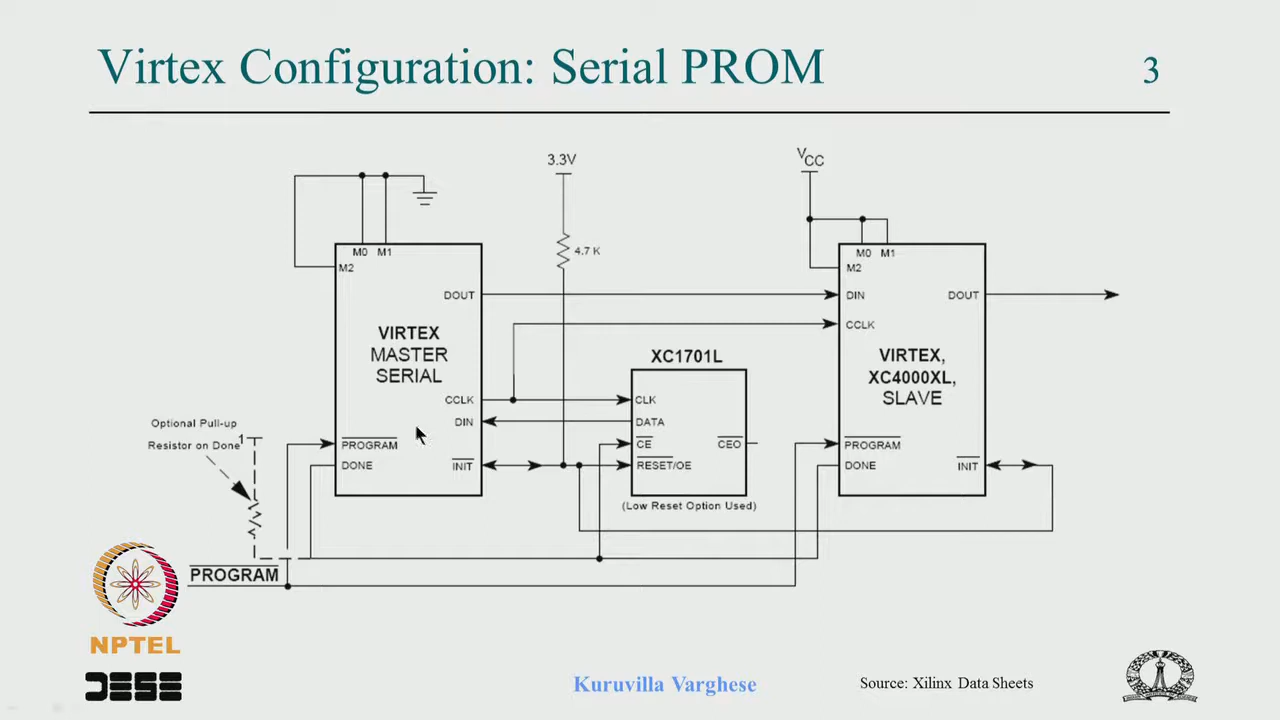 Virtex Configuration: Serial PROM
3
3.3V
VCC
M0 M1
M2
4.7 K
M0 M1
M2
DOUT
DIN
DOUT
VIRTEX
MASTER
SERIAL
CCLK
XC1701L
VIRTEX,
XC4000XL,
SLAVE
CCLK
CLK
DIN
DATA
Optional Pull-up
Resistor on Done1
PROGRAM
CE
CEO
PROGRAM
DONE
INIT
RESET/OE
DONE
INIT
(Low Reset Option Used)
PROGRAM
NPTEL
DESE
Kuruvilla Varghese
Source: Xilinx Data Sheets